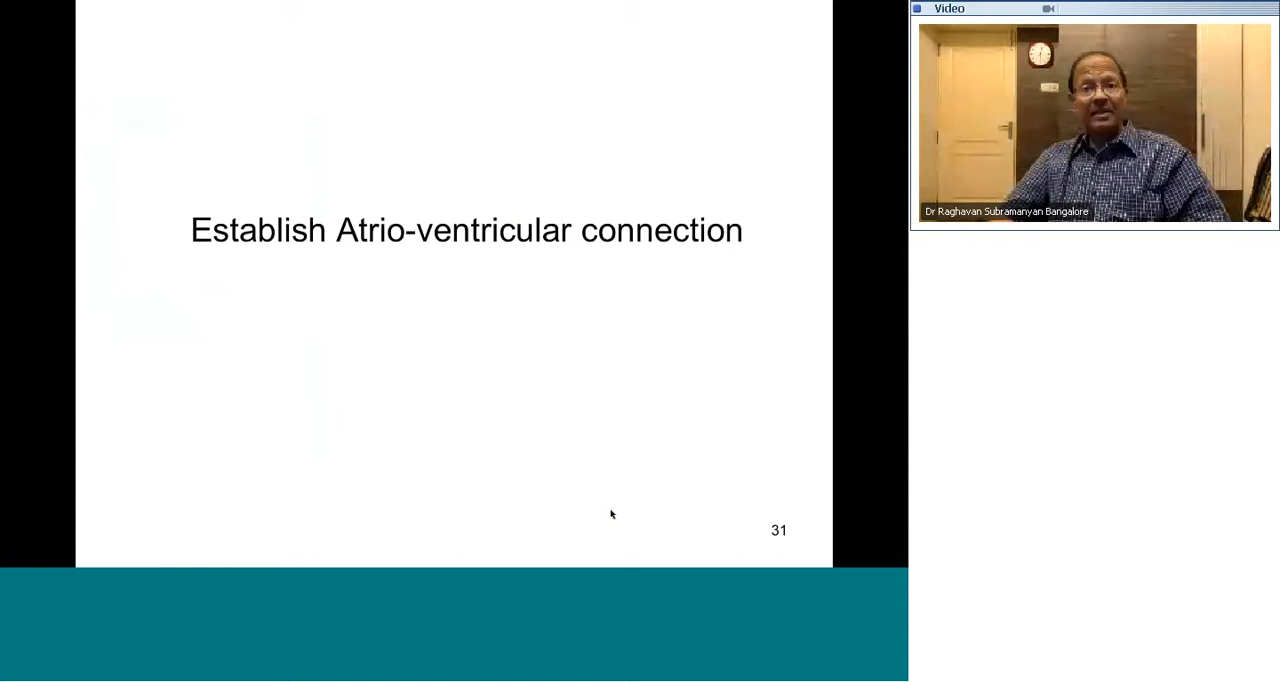 Video
Dr Raghavan Subramanyan Bangalore
Establish Atrio-ventricular connection
31